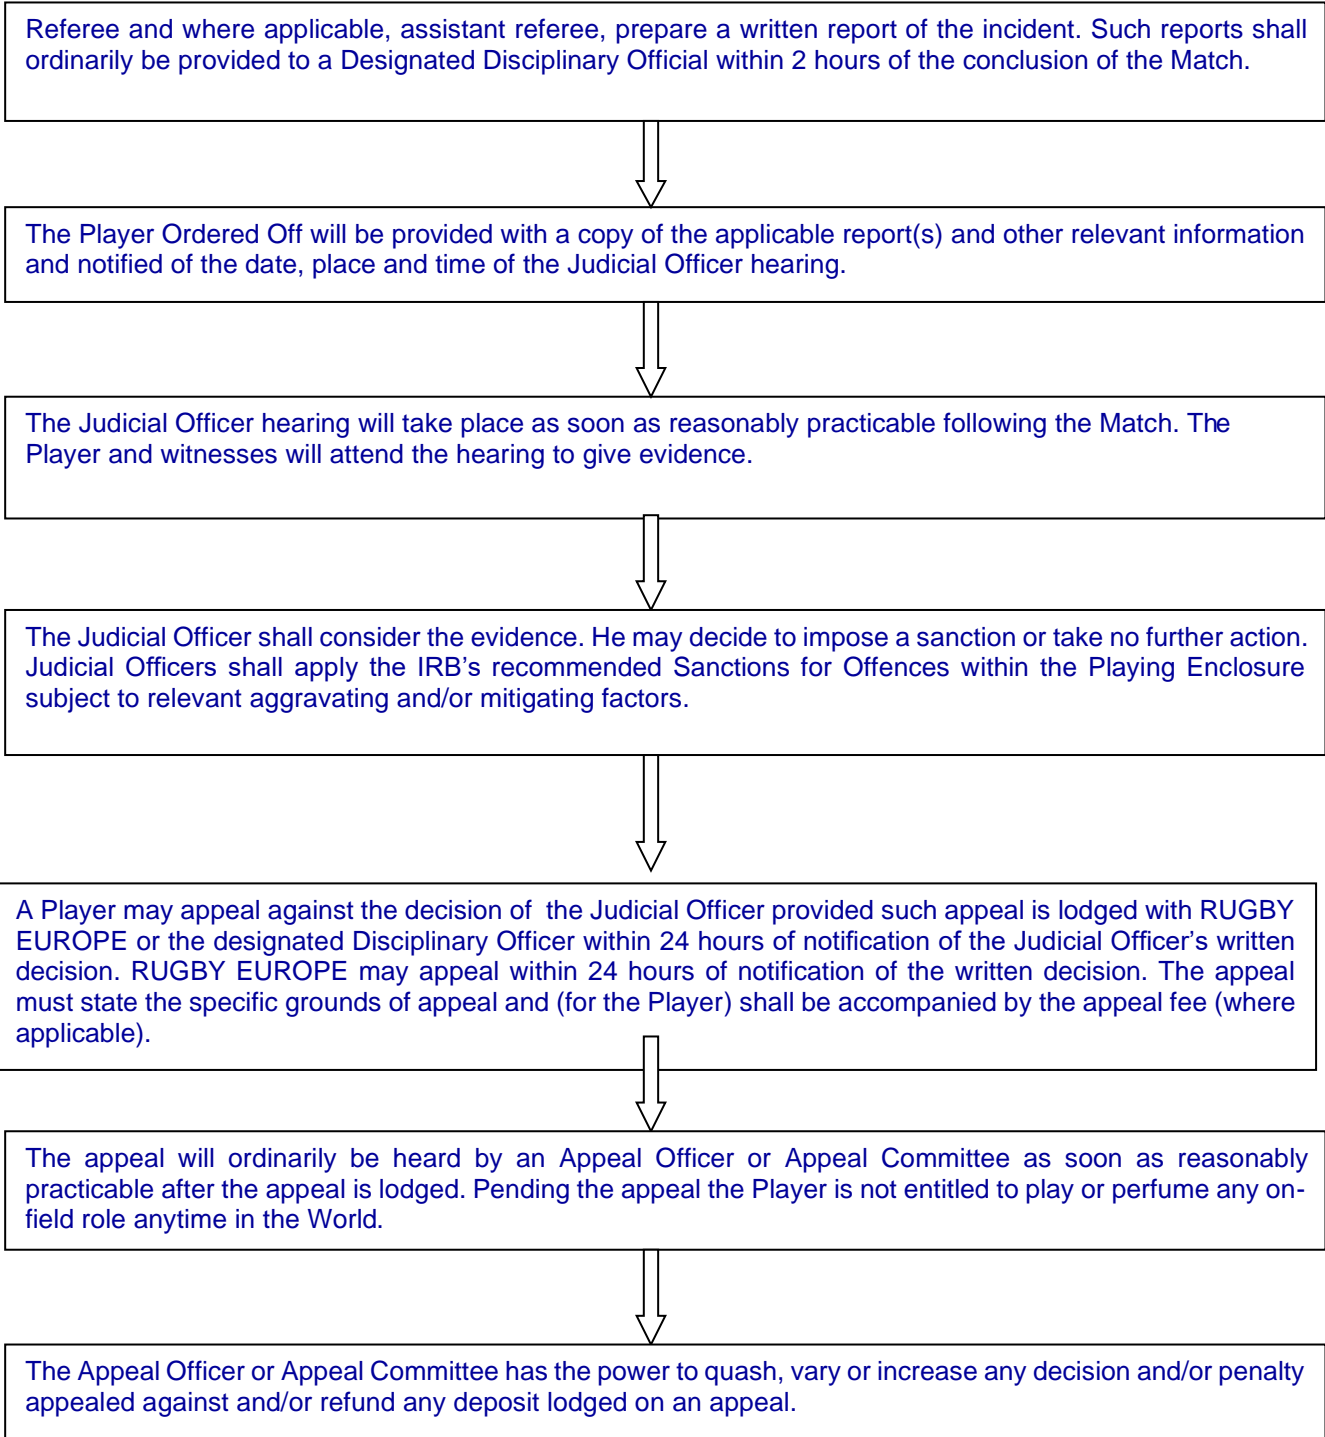 Referee and where applicable, assistant referee, prepare a written report of the incident. Such reports shall
ordinarily be provided to a Designated Disciplinary Official within 2 hours of the conclusion of the Match.
The Player Ordered Off will be provided with a copy of the applicable report(s) and other relevant information
and notified of the date, place and time of the Judicial Officer hearing.
The Judicial Officer hearing will take place as soon as reasonably practicable following the Match. The
Player and witnesses will attend the hearing to give evidence.
The Judicial Officer shall consider the evidence. He may decide to impose a sanction or take no further action.
Judicial Officers shall apply the IRB's recommended Sanctions for Offences within the Playing Enclosure
subject to relevant aggravating and/or mitigating factors.
A Player may appeal against the decision of the Judicial Officer provided such appeal is lodged with RUGBY
EUROPE or the designated Disciplinary Officer within 24 hours of notification of the Judicial Officer's written
decision. RUGBY EUROPE may appeal within 24 hours of notification of the written decision. The appeal
must state the specific grounds of appeal and (for the Player) shall be accompanied by the appeal fee (where
applicable).
The appeal will ordinarily be heard by an Appeal Officer or Appeal Committee as soon as reasonably
practicable after the appeal is lodged. Pending the appeal the Player is not entitled to play or perfume any on-
field role anytime in the World.
The Appeal Officer or Appeal Committee has the power to quash, vary or increase any decision and/or penalty
appealed against and/or refund any deposit lodged on an appeal.